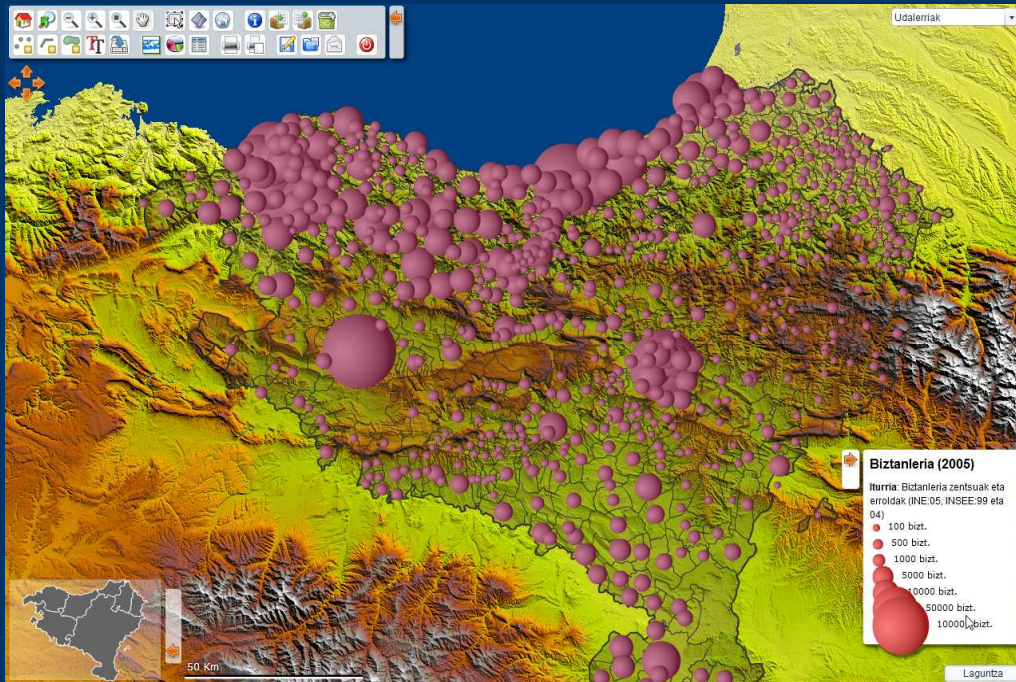 Udalerriak
Biztanleria (2005)
Iturria: Biztanleria zentsuak eta
erroldak (INE:05, INSEE:99 eta
04)
100 bizt.
500 bizt.
1000 bizt.
5000 bizt.
10000 bizt.
50000 bizt.
bizt.
50 Km
Laguntza